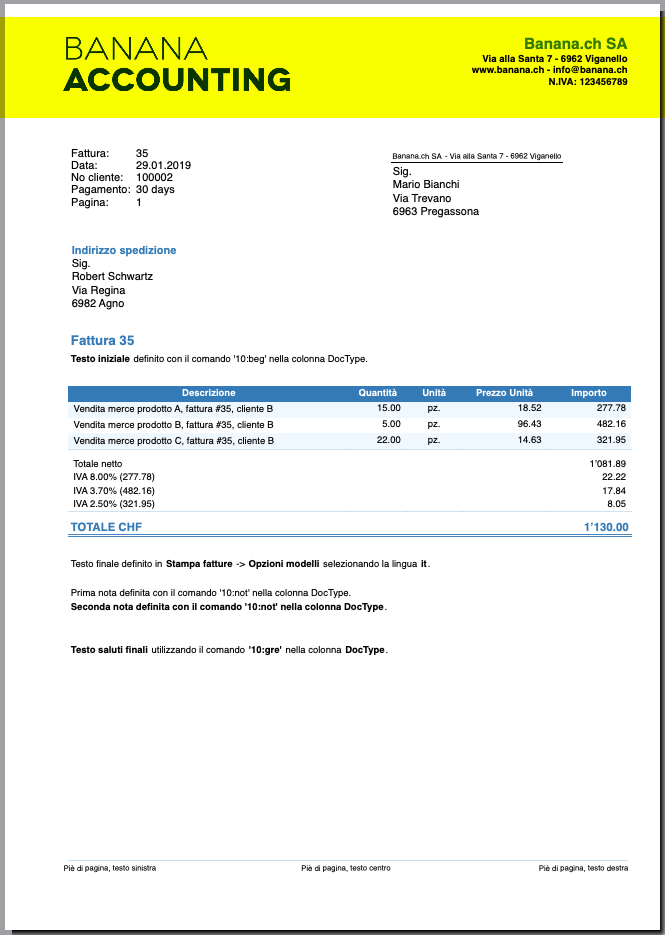 BANANA
ACCOUNTING
Banana.ch SA
Via alla Santa 7 - 6962 Viganello
www.banana.ch - info@banana.ch
N.IVA: 123456789
Fattura: 35
Data: 29.01.2019
No cliente: 100002
Pagamento: 30 days
Pagina: 1
Banana.ch SA - Via alla Santa 7 - 6962 Viganello
Sig.
Mario Bianchi
Via Trevano
6963 Pregassona
Indirizzo spedizione
Sig.
Robert Schwartz
Via Regina
6982 Agno
Fattura 35
Testo iniziale definito con il comando '10:beg' nella colonna DocType.
Descrizione Quantità Unità Prezzo Unità Importo
Vendita merce prodotto A, fattura #35, cliente B 15.00 pz. 18.52 277.78
Vendita merce prodotto B, fattura #35, cliente B 5.00 pz. 96.43 482.16
Vendita merce prodotto C, fattura #35, cliente B 22.00 pz. 14.63 321.95
Totale netto 1'081.89
IVA 8.00% (277.78) 22.22
IVA 3.70% (482.16) 17.84
IVA 2.50% (321.95) 8.05
TOTALE CHF 1'130.00
Testo finale definito in Stampa fatture -> Opzioni modelli selezionando la lingua it.
Prima nota definita con il comando '10:not' nella colonna DocType.
Seconda nota definita con il comando '10:not' nella colonna DocType.
Testo saluti finali utilizzando il comando '10:gre' nella colonna DocType.
Piè di pagina, testo sinistra Piè di pagina, testo centro Piè di pagina, testo destra